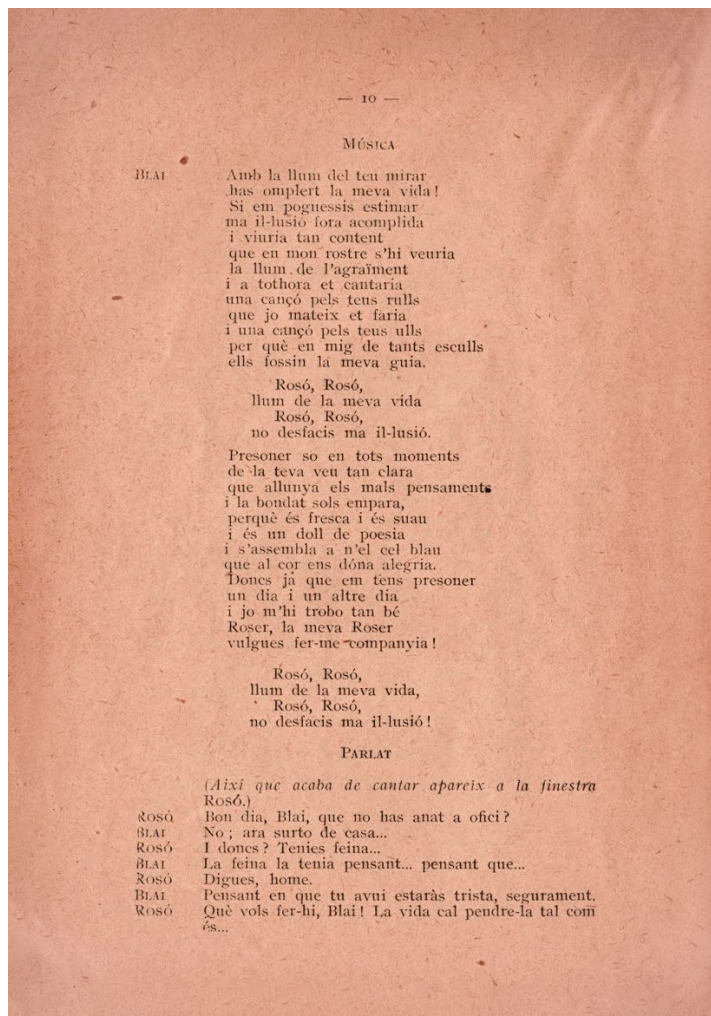 — 10 —
MÚSICA
BLAI Amb la llum del teu mirar
has omplert la meva vida!
Si em poguessis estimar
ma il-lusió fora acomplida
i viuria tan content
que en mon rostre s'hi veuria
la llum de l'agraïment
i a tothora et cantaria
una cançó pels teus rulls
que jo mateix et faria
i una cançó pels teus ulls
per què en mig de tants esculls
ells fossin la meva guia.
Rosó, Rosó,
llum de la meva vida
Rosó, Rosó,
no desfacis ma il-lusió.
Presoner so en tots moments
de la teva veu tan clara
que allunya els mals pensaments
i la bondat sols empara,
perquè és fresca i és suau
i és un doll de poesia
i s'assembla a n'el cel blau
que al cor ens dóna alegria.
Doncs ja que em tens presoner
un dia i un altre dia
i jo m'hi trobo tan bé
Roser, la meva Roser
vulgues fer-me companyia!
Rosó, Rosó,
llum de la meva vida,
Rosó, Rosó,
no desfacis ma il-lusió!
PARLAT
(Així que acaba de cantar apareix a la finestra
Rosó.)
ROSÓ Bon dia, Blai, que no has anat a ofici?
BLAI No; ara surto de casa...
ROSÓ I doncs? Tenies feina...
BLAI La feina la tenia pensant... pensant que...
ROSÓ Digues, home.
BLAI Pensant en que tu avui estaràs trista, segurament.
ROSÓ Què vols fer-hi, Blai! La vida cal pendre-la tal com
és...